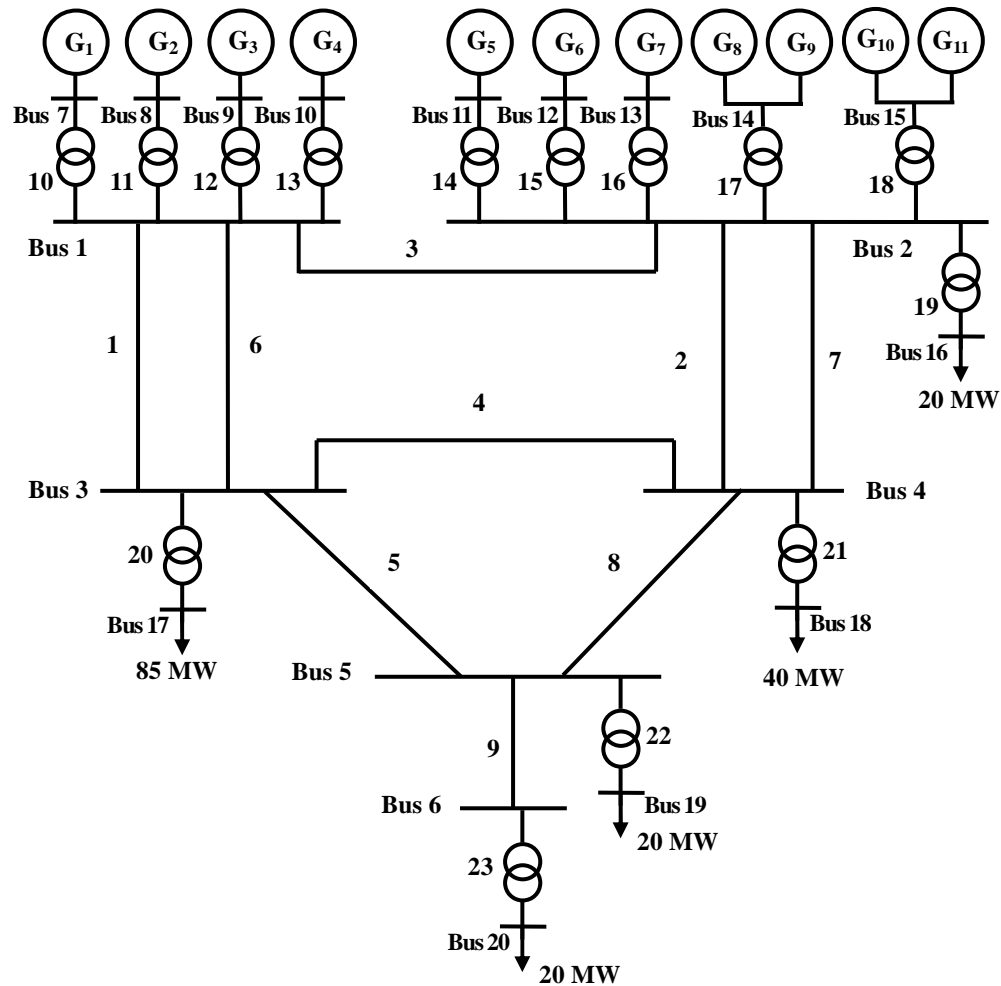 G1 G2 G3 G4 G5 G6 G7 G8 G9 G10 G11
Bus 7 Bus 8 Bus 9 Bus 10 Bus 11 Bus 12 Bus 13 Bus 14 Bus 15
10 11 12 13 14 15 16 17 18
Bus 1 3 Bus 2
19
1 6 2 7 Bus 16
20 MW
4
Bus 3 Bus 4
20 5 8 21
Bus 17 Bus 18
85 MW Bus 5 40 MW
22
9
Bus 6 Bus 19
20 MW
23
Bus 20
20 MW